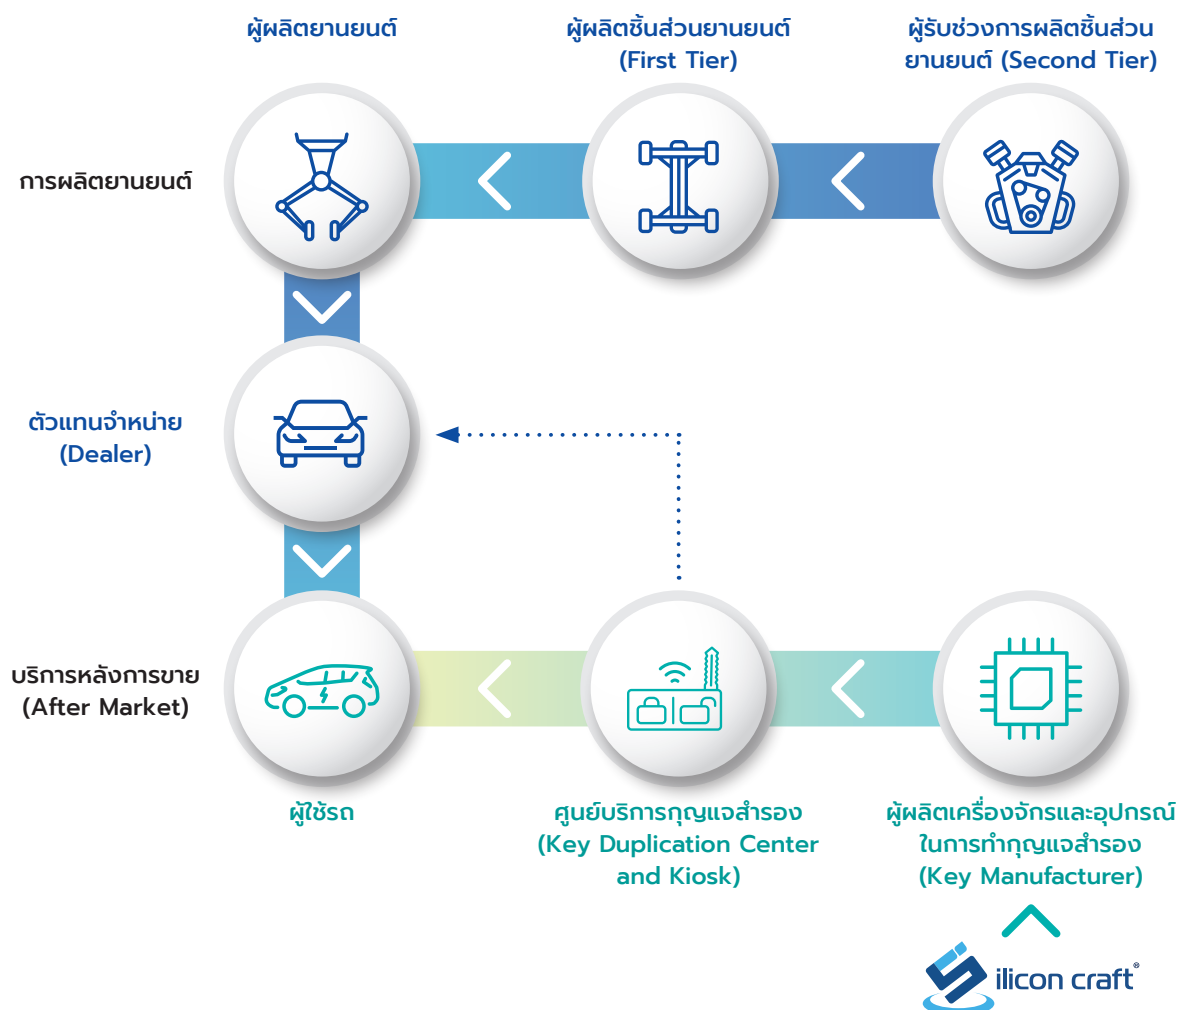 ผู้ผลิตยานยนต์
ผู้ผลิตชิ้นส่วนยานยนต์
(First Tier)
ผู้รับช่วงการผลิตชิ้นส่วน
ยานยนต์ (Second Tier)
การผลิตยานยนต์
ตัวแทนจำหน่าย
(Dealer)
บริการหลังการขาย
(After Market)
ผู้ใช้รถ
ศูนย์บริการกุญแจสำรอง
(Key Duplication Center
and Kiosk)
ผู้ผลิตเครื่องจักรและอุปกรณ์
ในการทำกุญแจสำรอง
(Key Manufacturer)
Silicon craft®